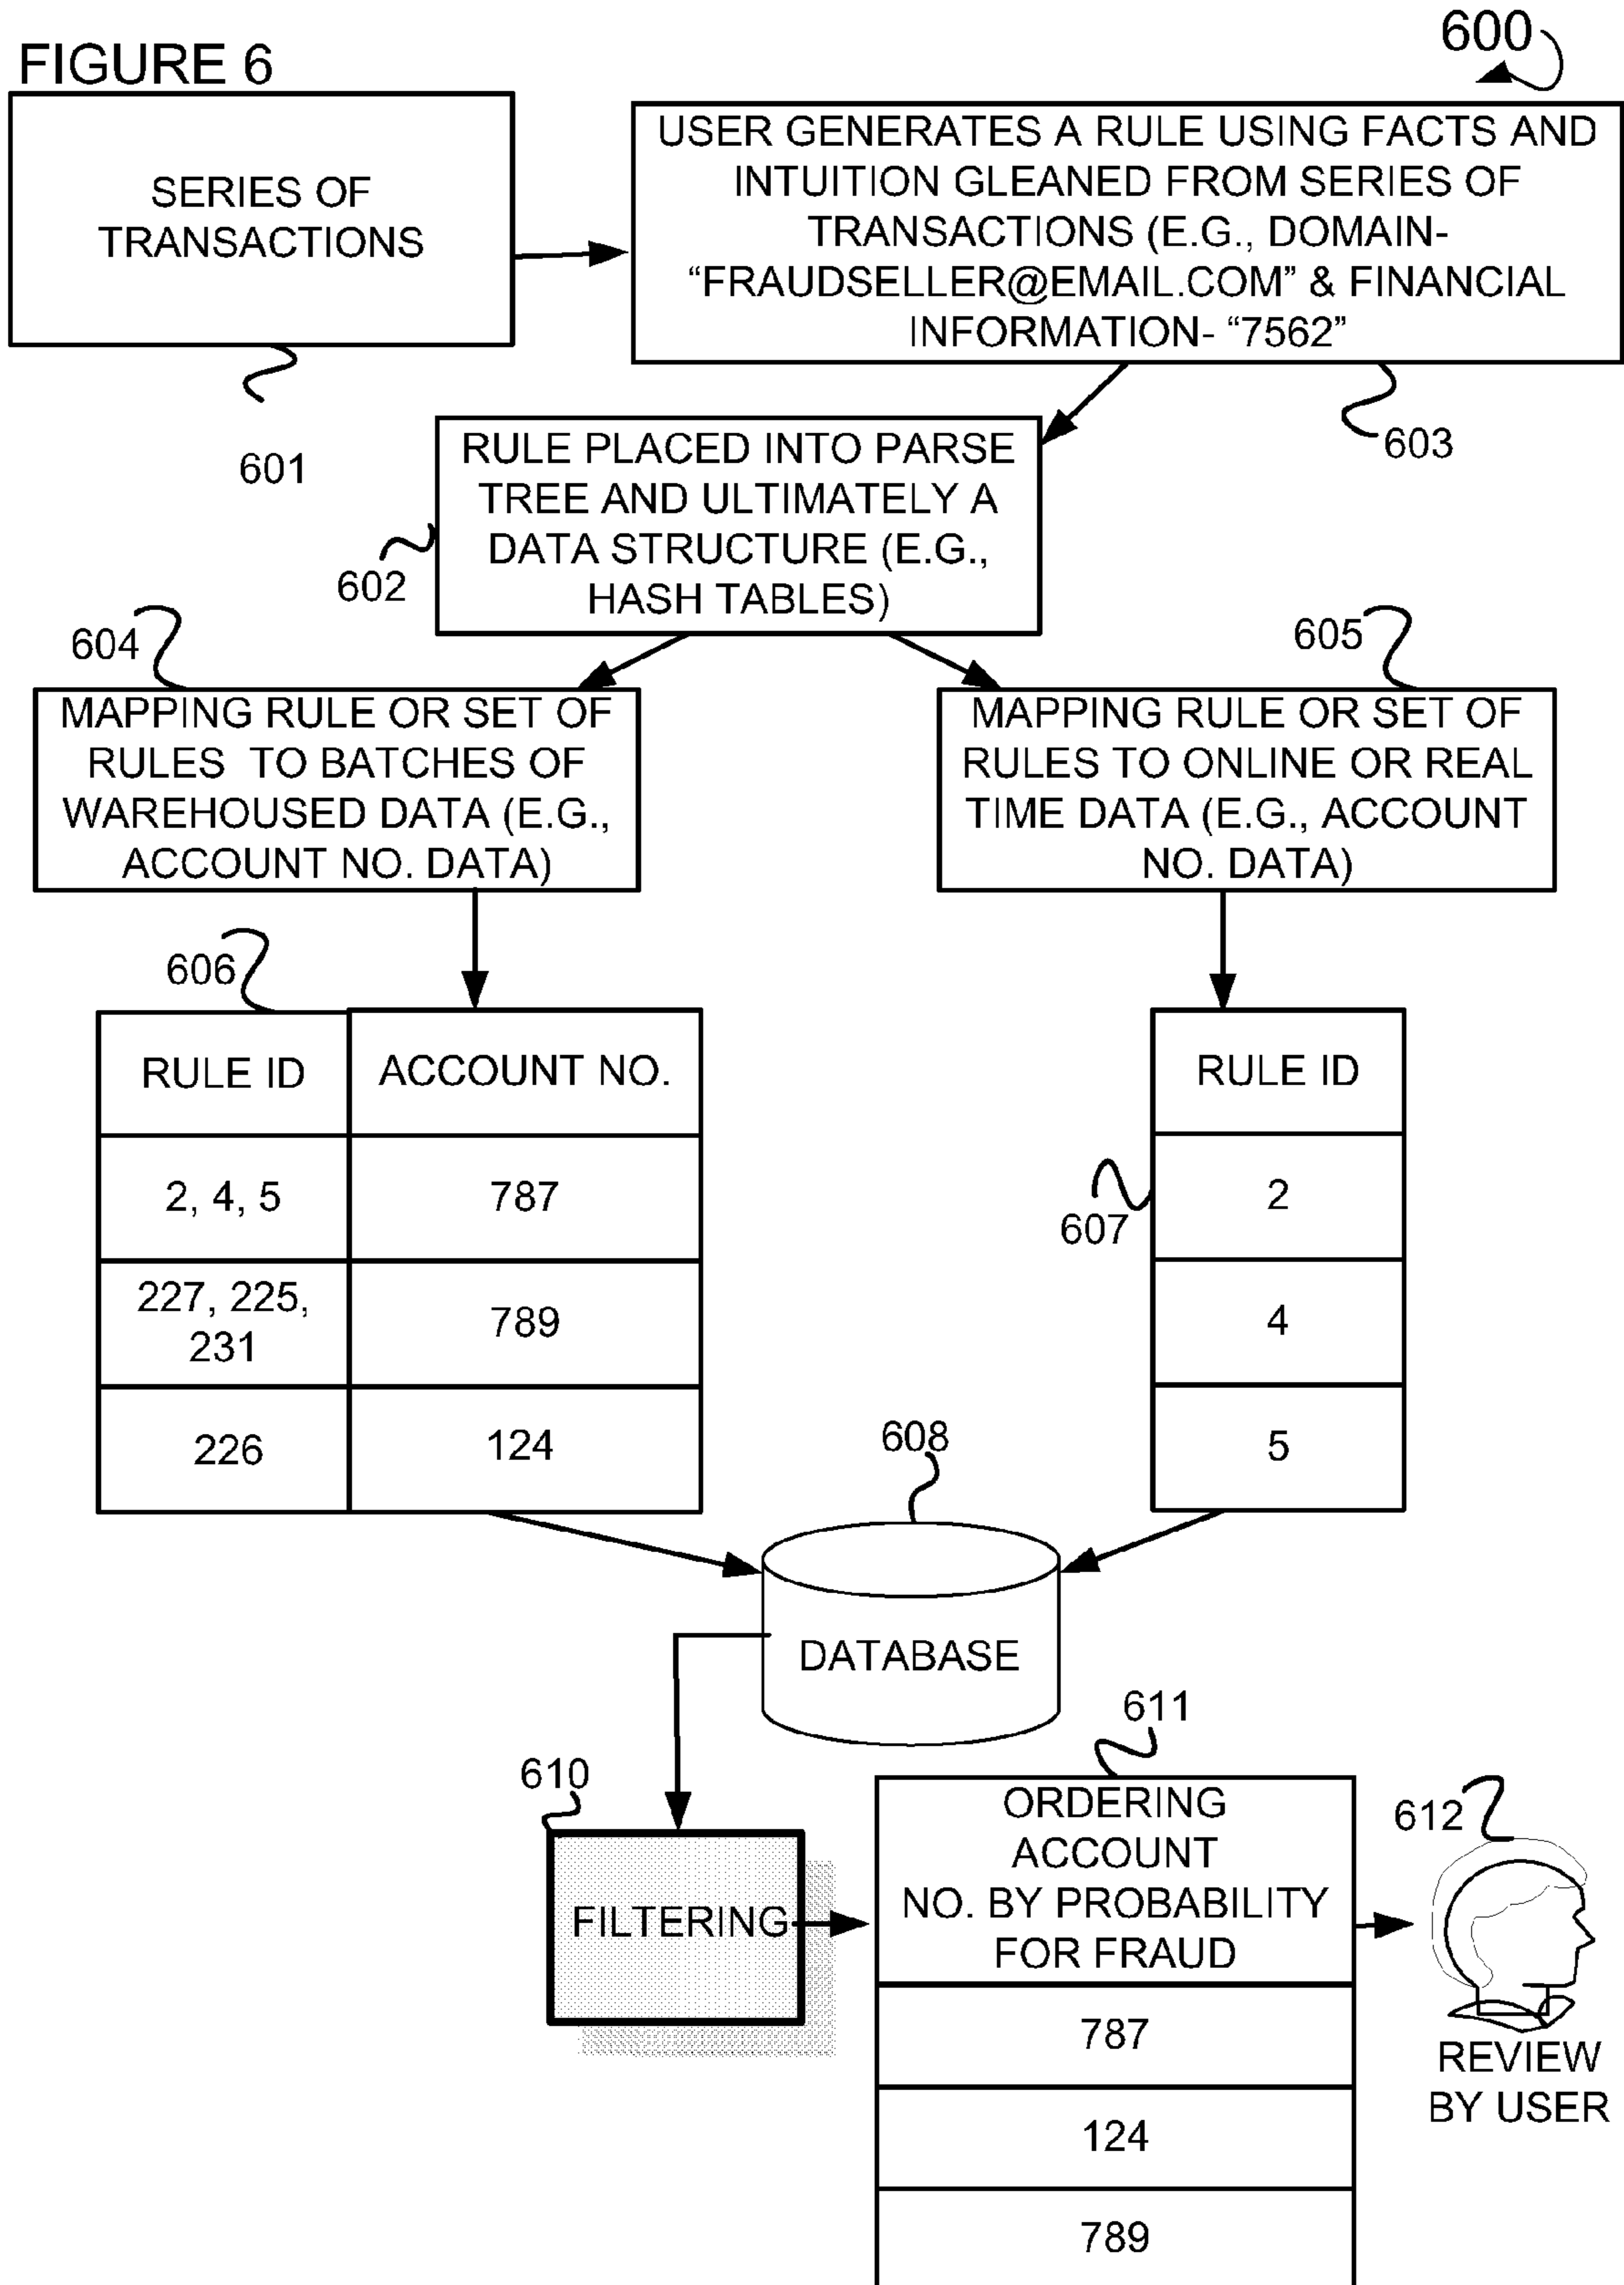 600
FIGURE 6
SERIES OF
TRANSACTIONS
USER GENERATES A RULE USING FACTS AND
INTUITION GLEANED FROM SERIES OF
TRANSACTIONS (E.G., DOMAIN-
“FRAUDSELLER@EMAIL.COM” & FINANCIAL
INFORMATION- “7562”
601
603
RULE PLACED INTO PARSE
TREE AND ULTIMATELY A
DATA STRUCTURE (E.G.,
HASH TABLES)
602
604
605
MAPPING RULE OR SET OF
RULES TO BATCHES OF
WAREHOUSED DATA (E.G.,
ACCOUNT NO. DATA)
MAPPING RULE OR SET OF
RULES TO ONLINE OR REAL
TIME DATA (E.G., ACCOUNT
NO. DATA)
606
RULE ID
ACCOUNT NO.
2, 4, 5
787
227, 225,
231
789
226
124
RULE ID
607
2
4
5
608
DATABASE
610
FILTERING
611
ORDERING
ACCOUNT
NO. BY PROBABILITY
FOR FRAUD
787
124
789
612
REVIEW
BY USER